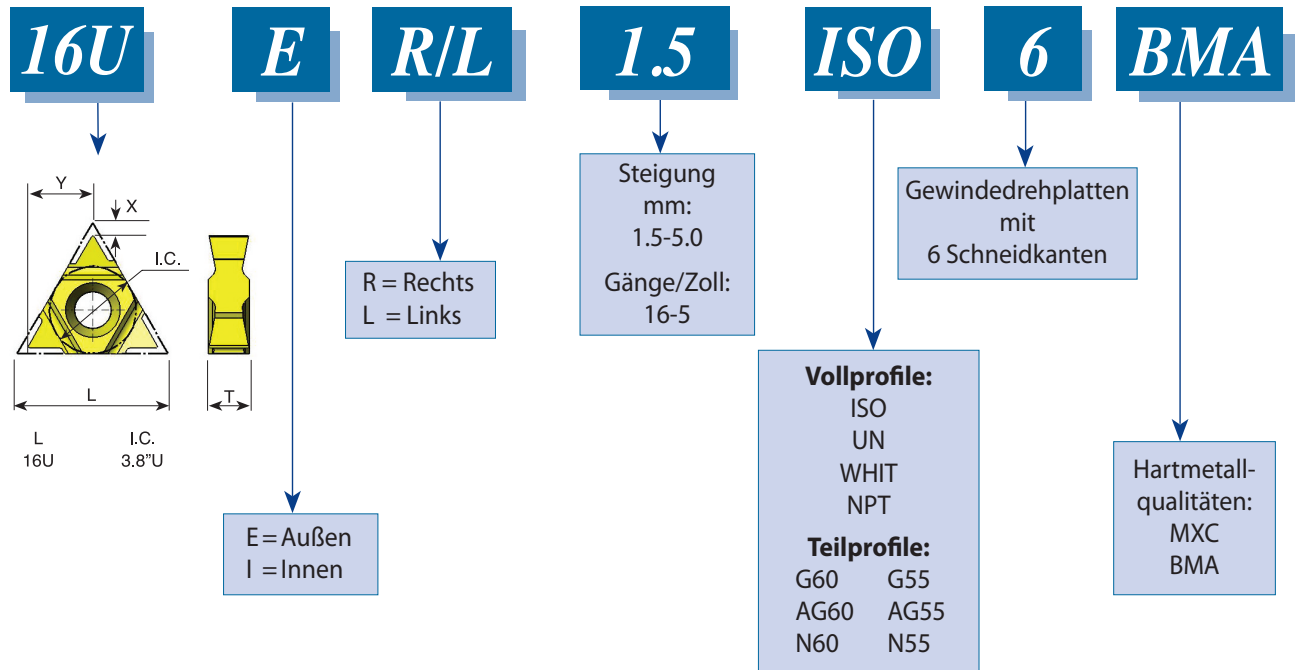 16U E R/L 1.5 ISO 6 BMA
Y
X
I.C.
L
T
L I.C.
16U 3.8”U
E = Außen
I = Innen
R = Rechts
L = Links
Steigung
mm:
1.5-5.0
Gänge/Zoll:
16-5
Vollprofile:
ISO
UN
WHIT
NPT
Teilprofile:
G60 G55
AG60 AG55
N60 N55
Gewindedrehplatten
mit
6 Schneidkanten
Hartmetall-
qualitäten:
MXC
BMA